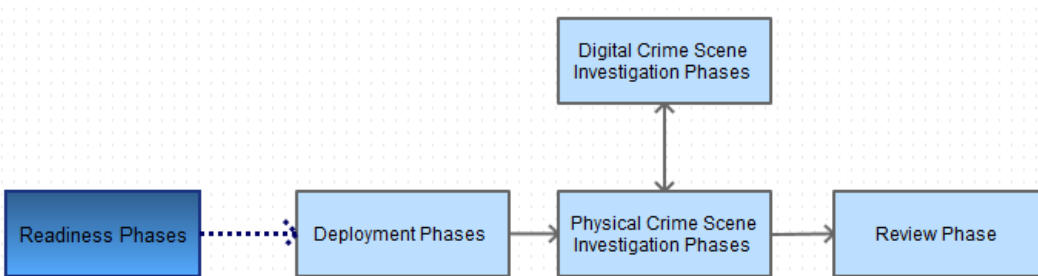 Digital Crime Scene
Investigation Phases
Readiness Phases
Deployment Phases
Physical Crime Scene
Investigation Phases
Review Phase